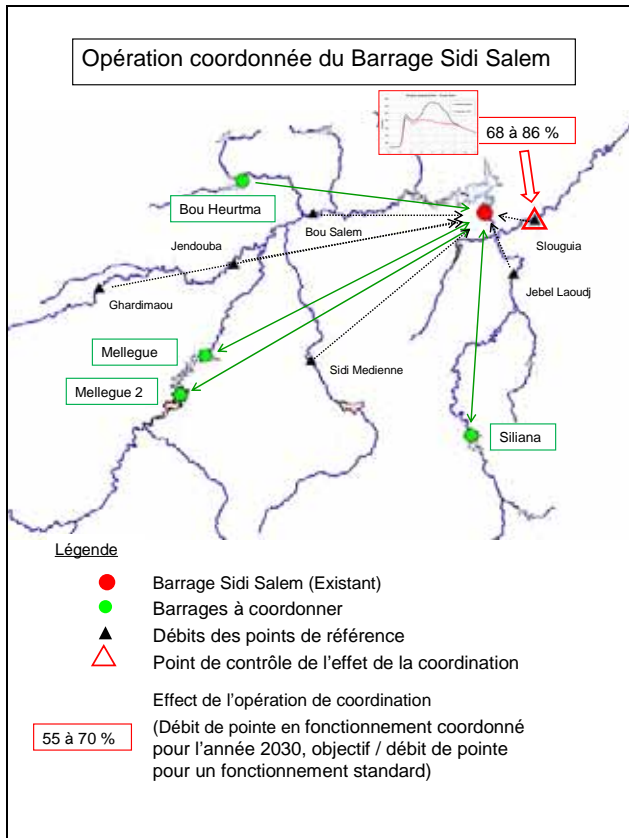 Opération coordonnée du Barrage Sidi Salem
68 à 86 %
Bou Heurtma
Bou Salem
Slouguia
Jendouba
Jebel Laoudj
Ghardimaou
Mellegue
Sidi Medienne
Mellegue 2
Siliana
Légende
Barrage Sidi Salem (Existant)
Barrages à coordonner
Débits des points de référence
Point de contrôle de l'effet de la coordination
Effect de l'opération de coordination
55 à 70 %
(Débit de pointe en fonctionnement coordonné
pour l'année 2030, objectif / débit de pointe
pour un fonctionnement standard)